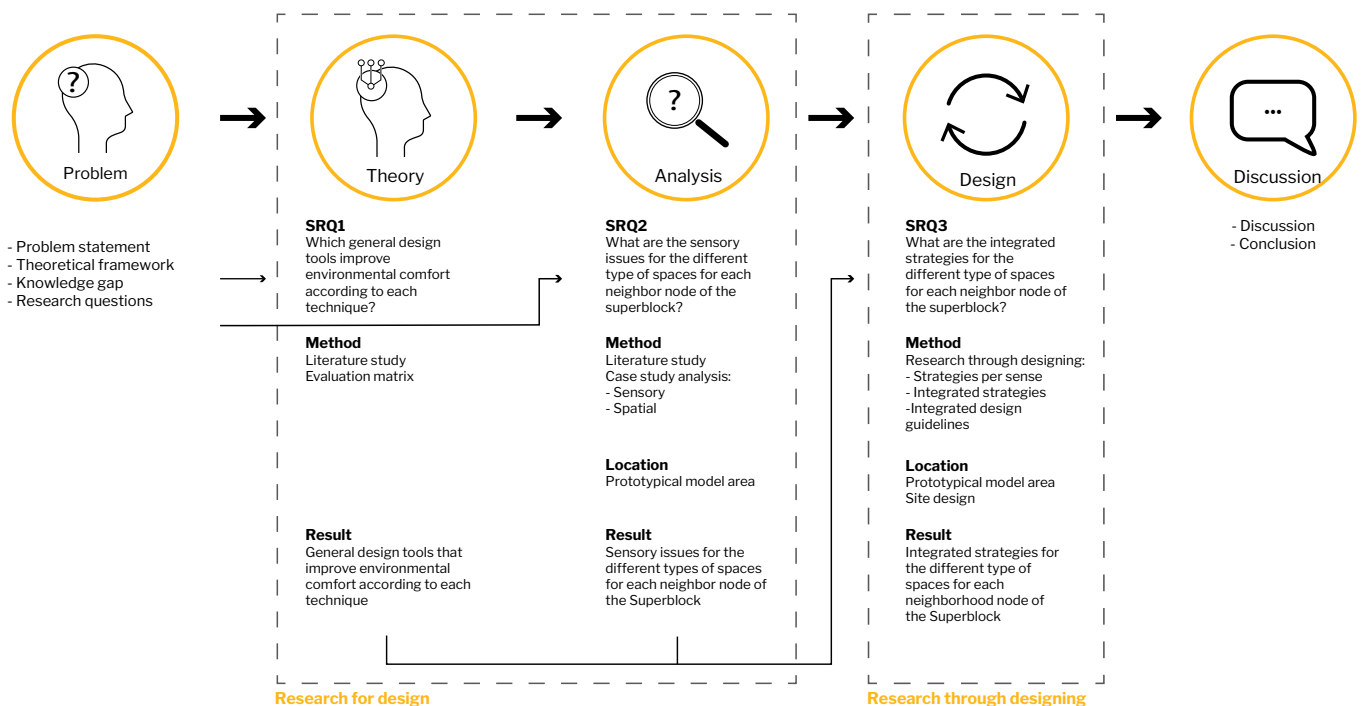 ?
Problem
- Problem statement
- Theoretical framework
- Knowledge gap
- Research questions
Theory
SRQ1
Which general design
tools improve
environmental comfort
according to each
technique?
Method
Literature study
Evaluation matrix
Result
General design tools that
improve environmental
comfort according to each
technique
?
Analysis
SRQ2
What are the sensory
issues for the different
type of spaces for each
neighbor node of the
superblock?
Method
Literature study
Case study analysis:
- Sensory
- Spatial
Location
Prototypical model area
Result
Sensory issues for the
different types of spaces
for each neighbor node of
the Superblock
Research for design
Design
SRQ3
What are the integrated
strategies for the
different type of spaces
for each neighbor node of
the superblock?
Method
Research through designing:
- Strategies per sense
- Integrated strategies
-Integrated design
guidelines
Location
Prototypical model area
Site design
Result
Integrated strategies for
the different type of
spaces for each
neighborhood node of
the Superblock
Research through designing
...
Discussion
- Discussion
- Conclusion